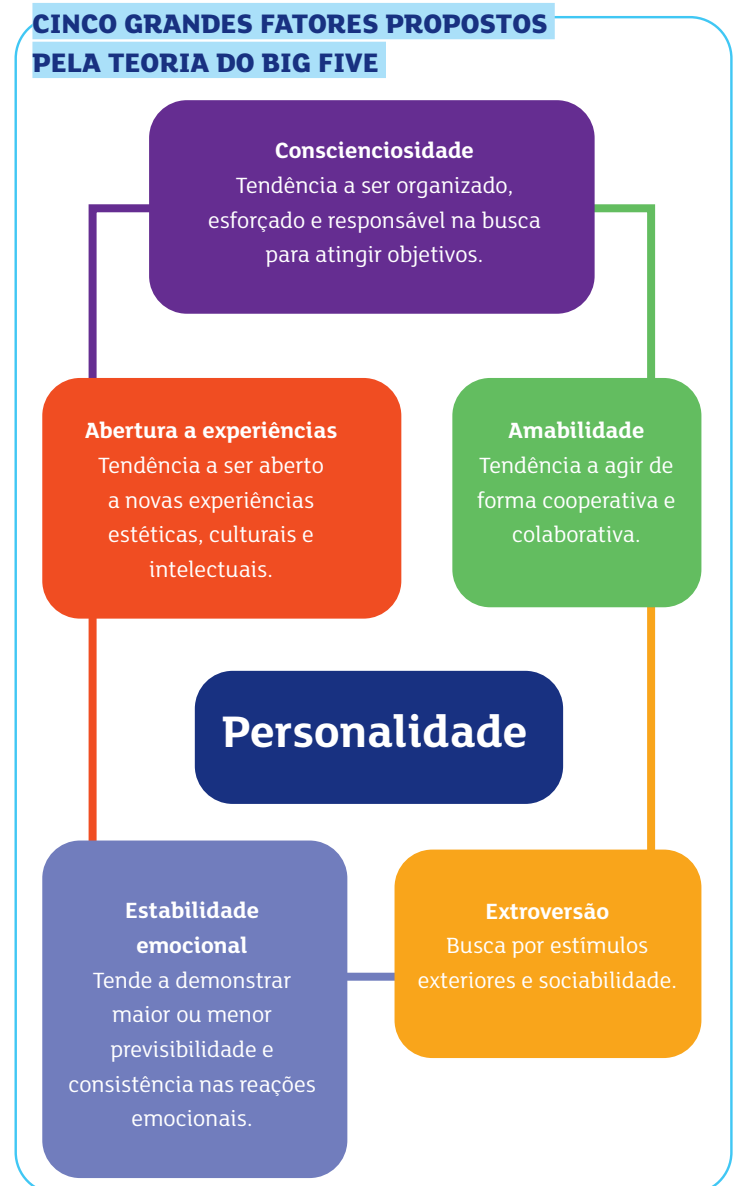 CINCO GRANDES FATORES PROPOSTOS
PELA TEORIA DO BIG FIVE
Conscienciosidade
Tendência a ser organizado,
esforçado e responsável na busca
para atingir objetivos.
Abertura a experiências
Tendência a ser aberto
a novas experiências
estéticas, culturais e
intelectuais.
Amabilidade
Tendência a agir de
forma cooperativa e
colaborativa.
Personalidade
Estabilidade
emocional
Tende a demonstrar
maior ou menor
previsibilidade e
consistência nas reações
emocionais.
Extroversão
Busca por estímulos
exteriores e sociabilidade.